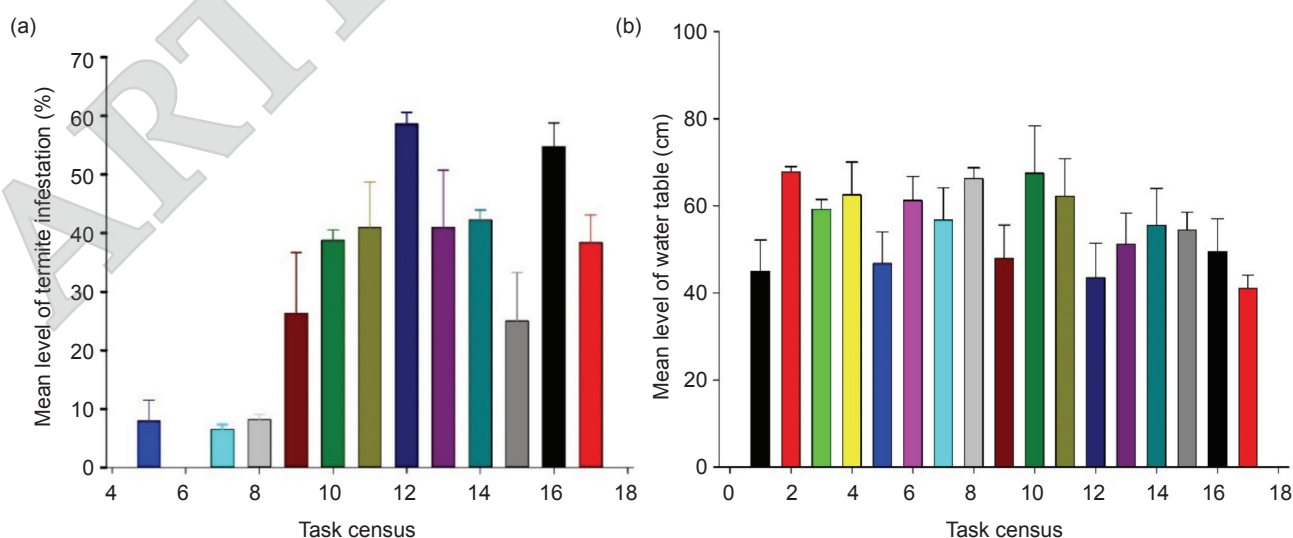 (a)
Mean level of termite infestation (%)
70
60
50
40
30
20
10
0
4 6 8 10 12 14 16 18
Task census
(b)
Mean level of water table (cm)
100
80
60
40
20
0
0 2 4 6 8 10 12 14 16 18
Task census
ART